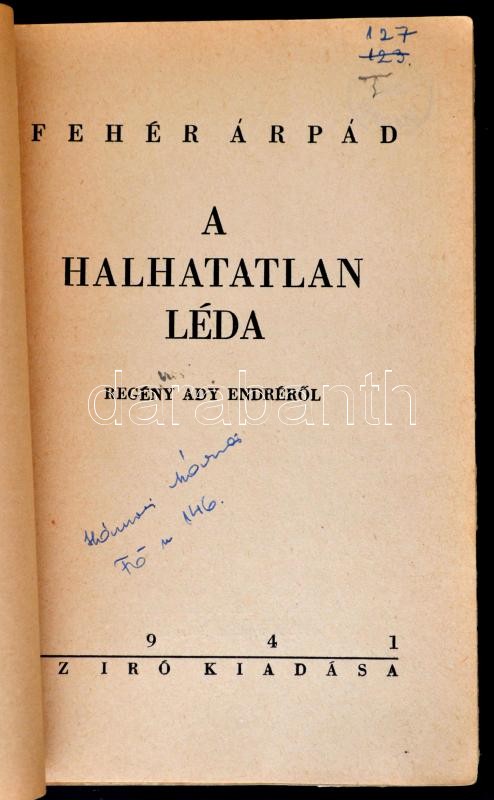 127
123.
FEHÉR ÁRPÁD
A
HALHATATLAN
LÉDA
REGÉNY ADY ENDRÉRŐL
darabanth
Fő u 146.
9 4 1
Z IRÓ KIADÁSA